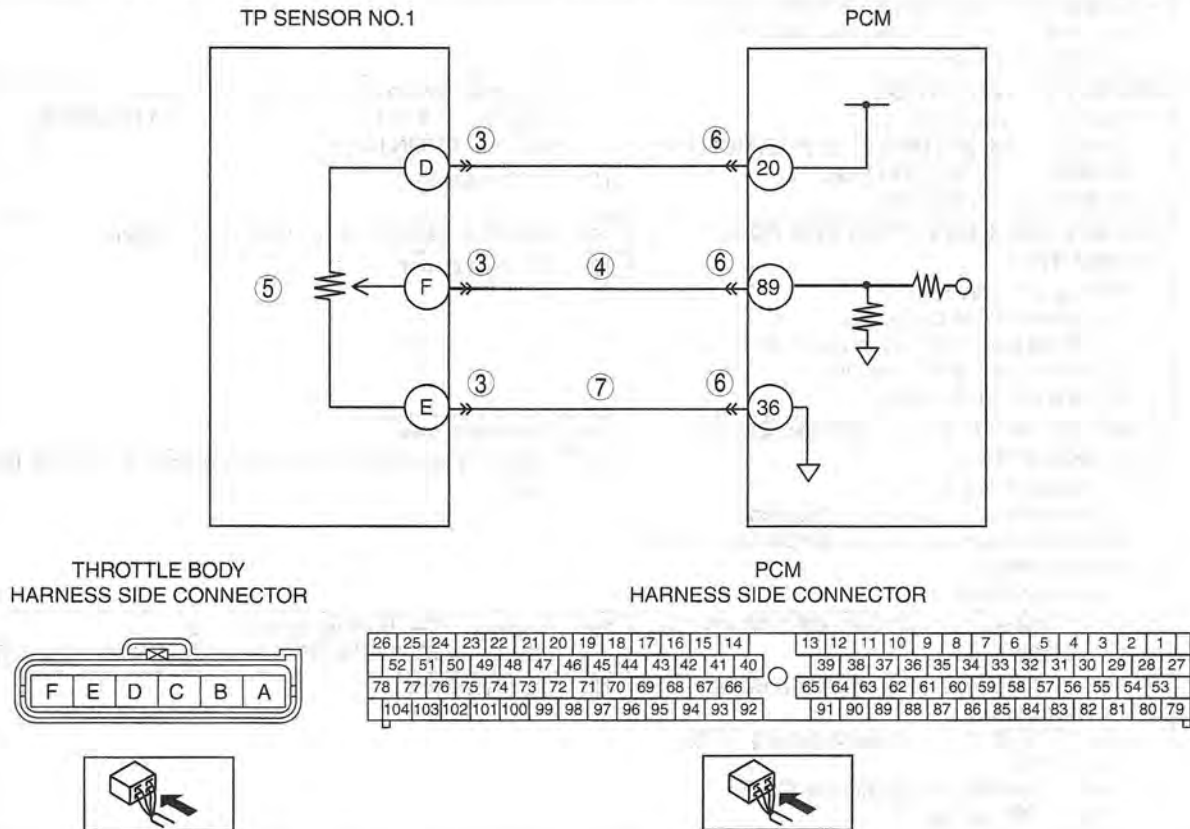 TP SENSOR NO.1 PCM
③ ⑥
D 20
③ ④ ⑥
⑤ F 89
③ ⑦ ⑥
E 36
THROTTLE BODY
HARNESS SIDE CONNECTOR
PCM
HARNESS SIDE CONNECTOR
F E D C B A
26 25 24 23 22 21 20 19 18 17 16 15 14 13 12 11 10 9 8 7 6 5 4 3 2 1
52 51 50 49 48 47 46 45 44 43 42 41 40 39 38 37 36 35 34 33 32 31 30 29 28 27
78 77 76 75 74 73 72 71 70 69 68 67 66 65 64 63 62 61 60 59 58 57 56 55 54 53
104 103 102 101 100 99 98 97 96 95 94 93 92 91 90 89 88 87 86 85 84 83 82 81 80 79